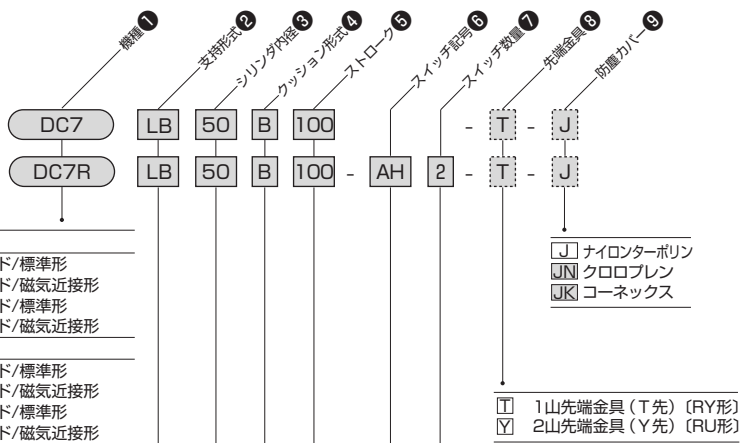 機種❶
支持形式❷
シリンダ内径❸
クッション形式❹
ストローク❺
スイッチ記号❻
スイッチ数量❼
先端金具❽
防塵カバー❾
DC7 LB 50 B 100 - T - J
DC7R LB 50 B 100 - AH 2 - T - J
ド/標準形
ド/磁気近接形
ド/標準形
ド/磁気近接形
ド/標準形
ド/磁気近接形
ド/標準形
ド/磁気近接形
J ナイロンターポリン
JN クロロプレン
JK コーネックス
T 1山先端金具(T先)〔RY形〕
Y 2山先端金具(Y先)〔RU形〕